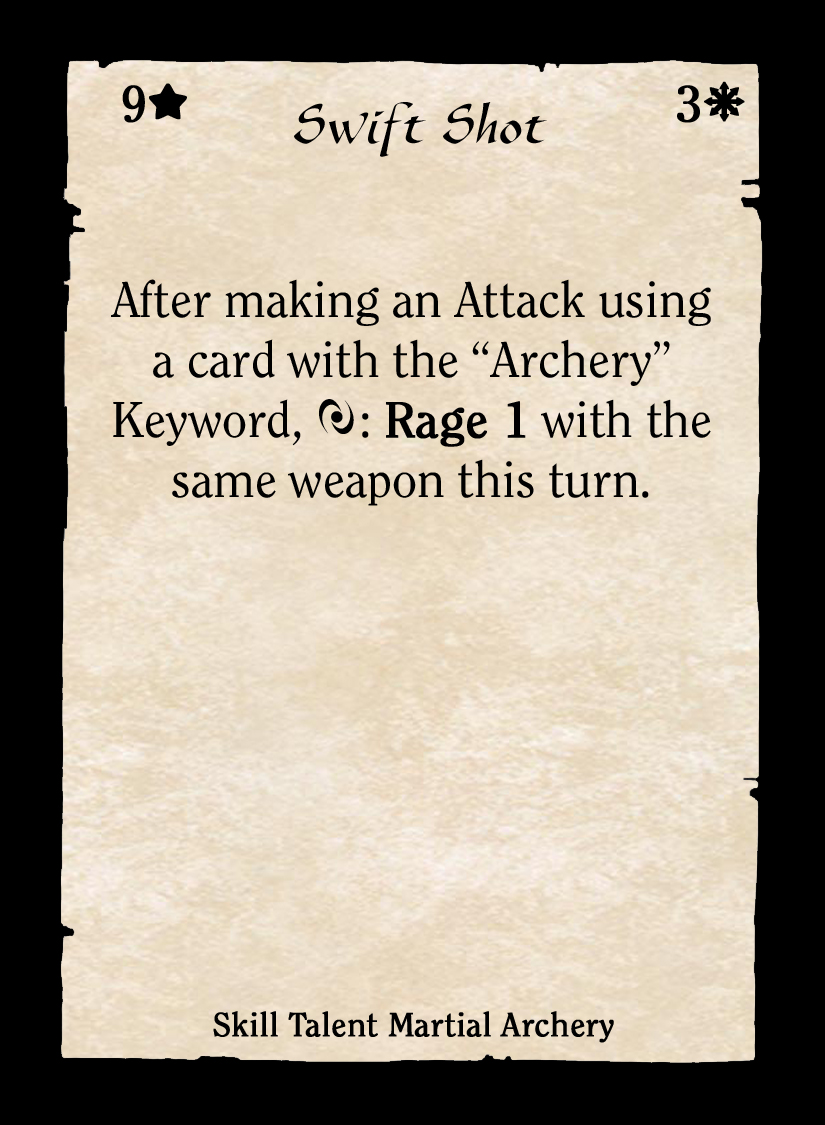 9★ Swift Shot 3❋
After making an Attack using
a card with the “Archery”
Keyword, : Rage 1 with the
same weapon this turn.
Skill Talent Martial Archery